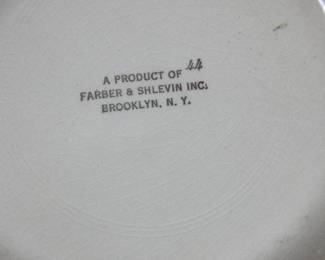 A PRODUCT OF 44
FARBER & SHLEVIN INC.
BROOKLYN, N. Y.